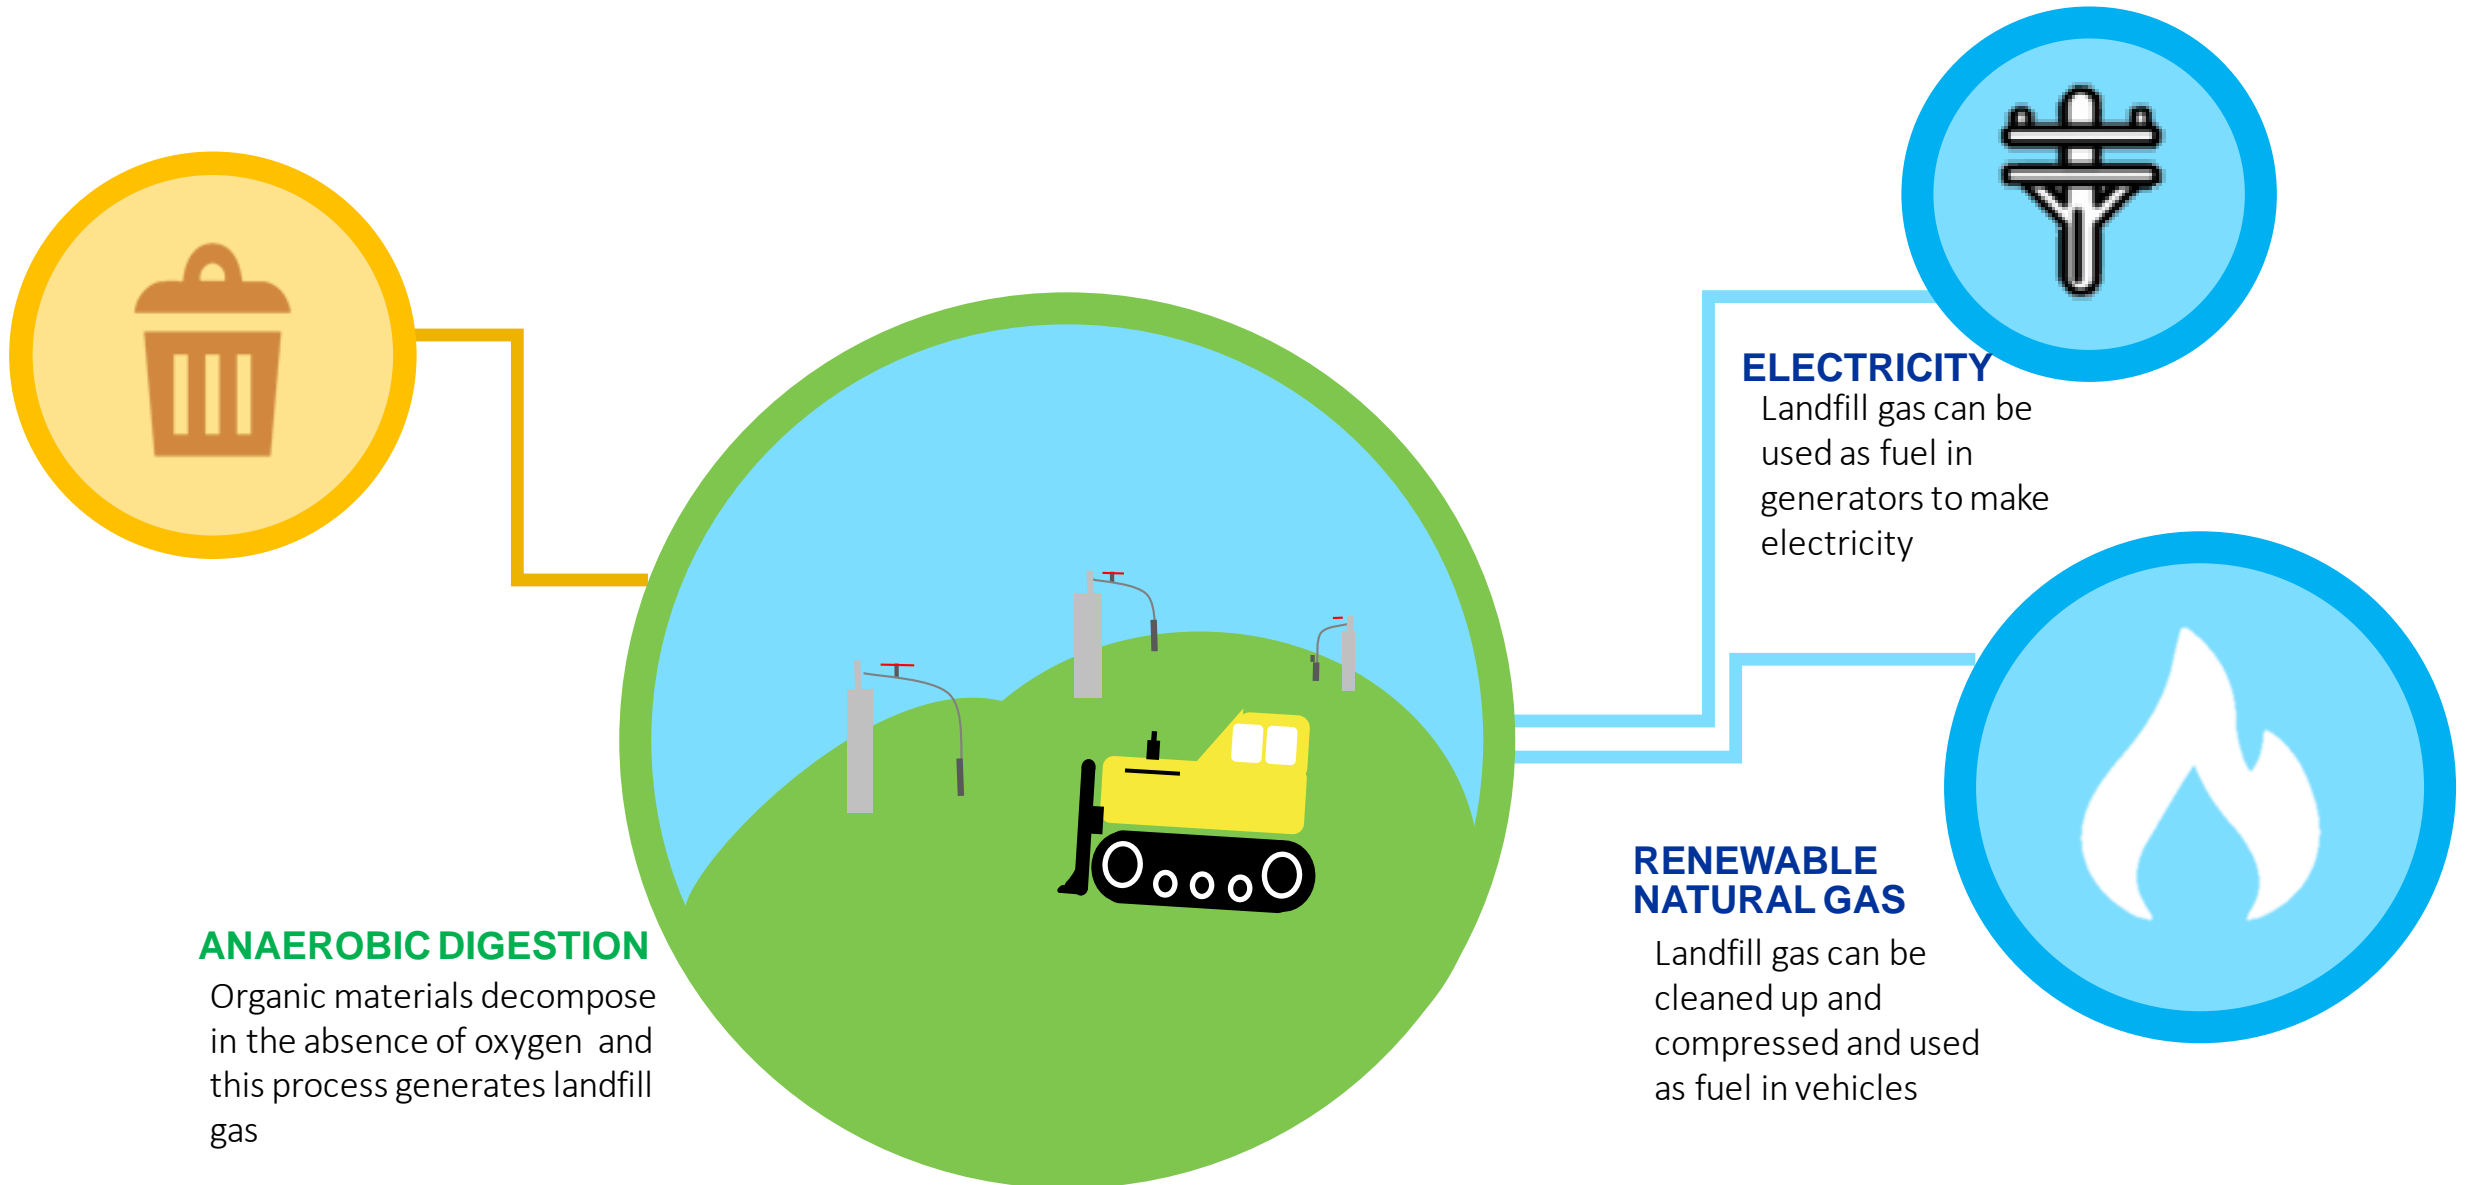 ELECTRICITY
Landfill gas can be
used as fuel in
generators to make
electricity
RENEWABLE
NATURAL GAS
Landfill gas can be
cleaned up and
compressed and used
as fuel in vehicles
ANAEROBIC DIGESTION
Organic materials decompose
in the absence of oxygen  and
this process generates landfill
gas